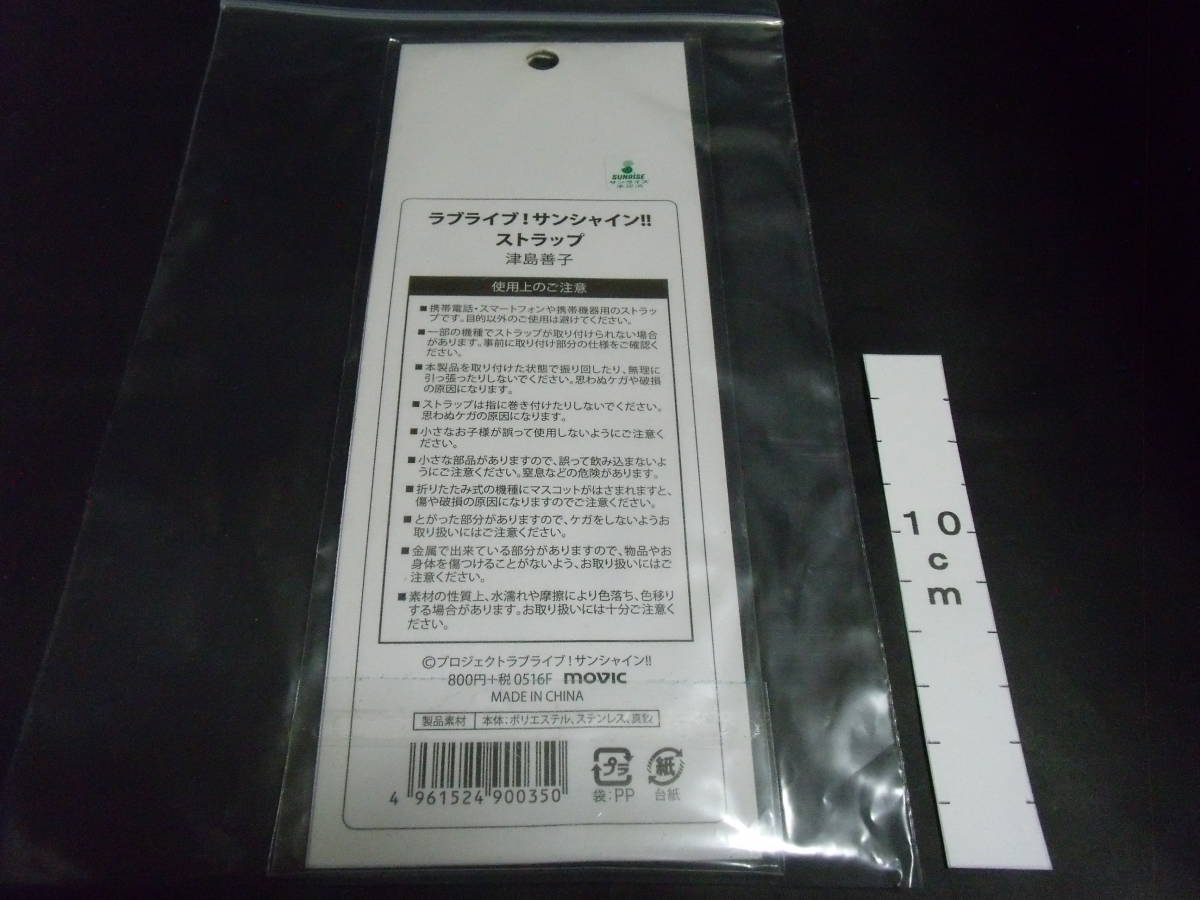 SUNRISE
サンライズ
承認済
ラブライブ!サンシャイン!!
ストラップ
津島善子
使用上のご注意
■携帯電話・スマートフォンや携帯機器用のストラッ
プです。目的以外のご使用は避けてください。
■一部の機種でストラップが取り付けられない場合
があります。事前に取り付け部分の仕様をご確認く
ださい。
■本製品を取り付けた状態で振り回したり、無理に
引っ張ったりしないでください。思わぬケガや破損
の原因になります。
■ストラップは指に巻き付けたりしないでください。
思わぬケガの原因になります。
■小さなお子様が誤って使用しないようにご注意く
ださい。
■小さな部品がありますので、誤って飲み込まないよ
うにご注意ください。窒息などの危険があります。
■折りたたみ式の機種にマスコットがはさまれますと、
傷や破損の原因になりますのでご注意ください。
■とがった部分がありますので、ケガをしないようお
取り扱いにはご注意ください。
■金属で出来ている部分がありますので、物品やお
身体を傷つけることがないよう、お取り扱いにはご
注意ください。
■素材の性質上、水濡れや摩擦により色落ち、色移り
する場合があります。お取り扱いには十分ご注意く
ださい。
©プロジェクトラブライブ!サンシャイン!!
800円+税 0516F movic
MADE IN CHINA
製品素材 本体:ポリエステル、ステンレス、真鍮
4 961524 900350
プラ
袋:PP
紙
台紙
10
c
m